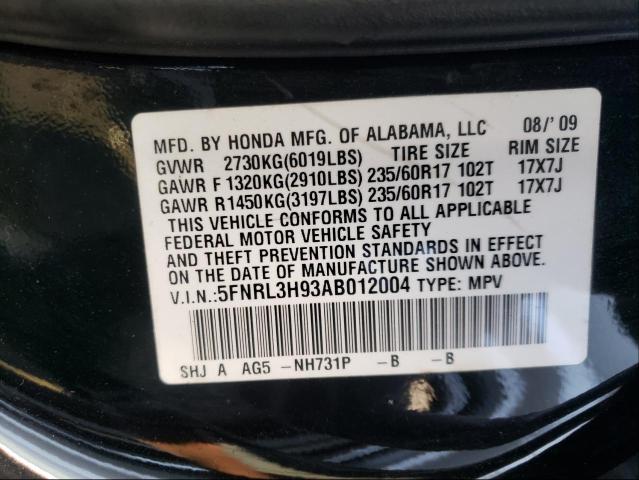 MFD. BY HONDA MFG. OF ALABAMA, LLC 08/'09
GVWR 2730KG(6019LBS) TIRE SIZE RIM SIZE
GAWR F 1320KG(2910LBS) 235/60R17 102T 17X7J
GAWR R1450KG(3197LBS) 235/60R17 102T 17X7J
THIS VEHICLE CONFORMS TO ALL APPLICABLE
FEDERAL MOTOR VEHICLE SAFETY
AND THEFT PREVENTION STANDARDS IN EFFECT
ON THE DATE OF MANUFACTURE SHOWN ABOVE.
V.I.N.:5FNRL3H93AB012004 TYPE: MPV
SHJ A AG5 -NH731P -B -B